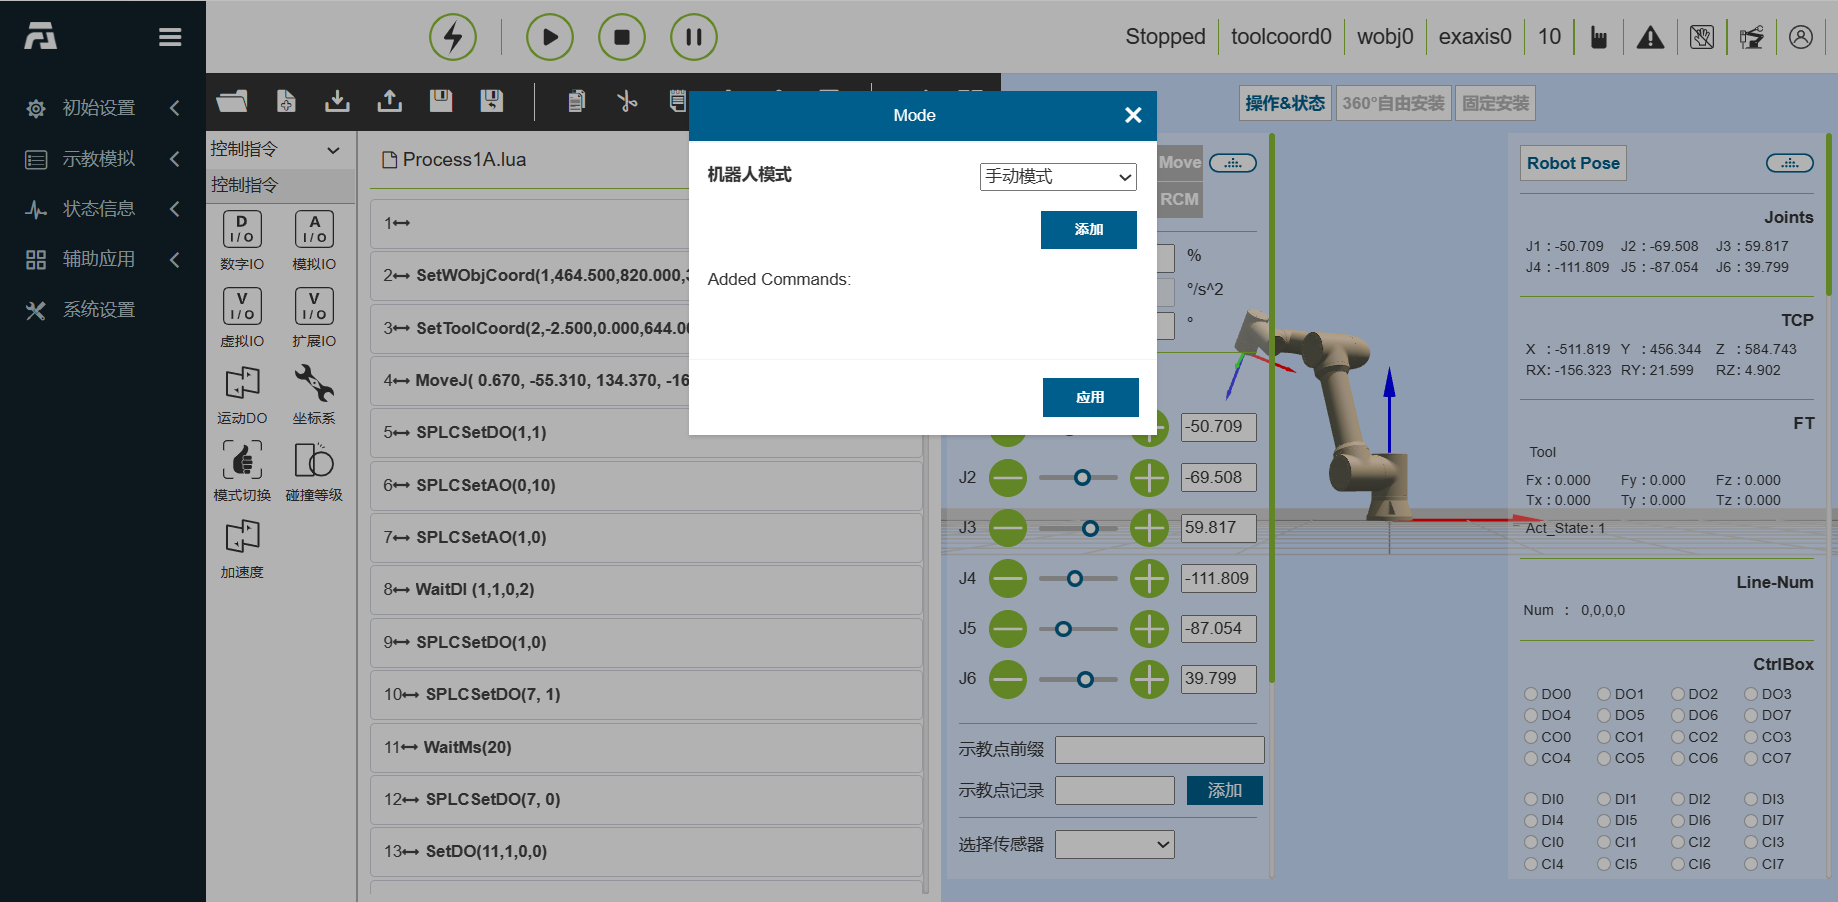 Stopped
toolcoord0
wobj0
exaxis0
10
初始设置
示教模拟
状态信息
辅助应用
系统设置
控制指令
控制指令
D
I/O
数字IO
A
I/O
模拟IO
V
I/O
虚拟IO
V
I/O
扩展IO
运动DO
坐标系
模式切换
碰撞等级
加速度
Process1A.lua
1
2 SetWObjCoord(1,464.500,820.000,
3 SetToolCoord(2,-2.500,0.000,644.00
4 MoveJ( 0.670, -55.310, 134.370, -16
5 SPLCSetDO(1,1)
6 SPLCSetAO(0,10)
7 SPLCSetAO(1,0)
8 WaitDI (1,1,0,2)
9 SPLCSetDO(1,0)
10 SPLCSetDO(7, 1)
11 WaitMs(20)
12 SPLCSetDO(7, 0)
13 SetDO(11,1,0,0)
Mode
机器人模式
手动模式
添加
Added Commands:
应用
操作&状态
360°自由安装
固定安装
Move
RCM
%
°/s^2
°
-50.709
J2
-69.508
J3
59.817
J4
-111.809
J5
-87.054
J6
39.799
示教点前缀
示教点记录
添加
选择传感器
Robot Pose
Joints
J1 : -50.709 J2 : -69.508 J3 : 59.817
J4 : -111.809 J5 : -87.054 J6 : 39.799
TCP
X : -511.819 Y : 456.344 Z : 584.743
RX: -156.323 RY: 21.599 RZ: 4.902
FT
Tool
Fx : 0.000 Fy : 0.000 Fz : 0.000
Tx : 0.000 Ty : 0.000 Tz : 0.000
Act_State: 1
Line-Num
Num : 0,0,0,0
CtrlBox
DO0 DO1 DO2 DO3
DO4 DO5 DO6 DO7
CO0 CO1 CO2 CO3
CO4 CO5 CO6 CO7
DI0 DI1 DI2 DI3
DI4 DI5 DI6 DI7
CI0 CI1 CI2 CI3
CI4 CI5 CI6 CI7